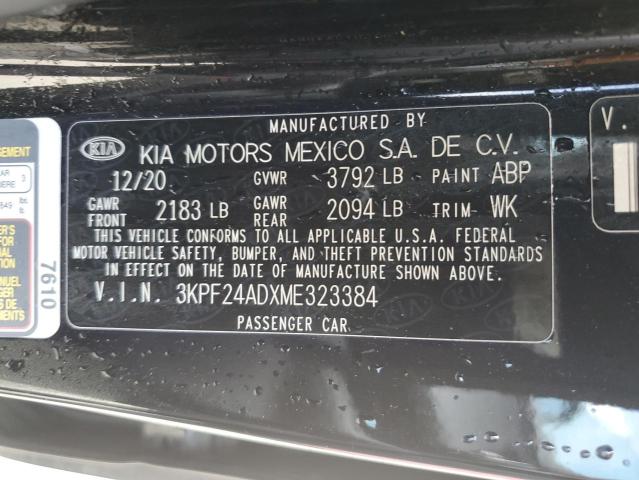 MANUFACTURED BY
KIA KIA MOTORS MEXICO S.A. DE C.V.
12/20 GVWR 3792 LB PAINT ABP
GAWR FRONT 2183 LB GAWR REAR 2094 LB TRIM WK
THIS VEHICLE CONFORMS TO ALL APPLICABLE U.S.A. FEDERAL
MOTOR VEHICLE SAFETY, BUMPER, AND THEFT PREVENTION STANDARDS
IN EFFECT ON THE DATE OF MANUFACTURE SHOWN ABOVE.
V.I.N. 3KPF24ADXME323384
PASSENGER CAR
7610
V.